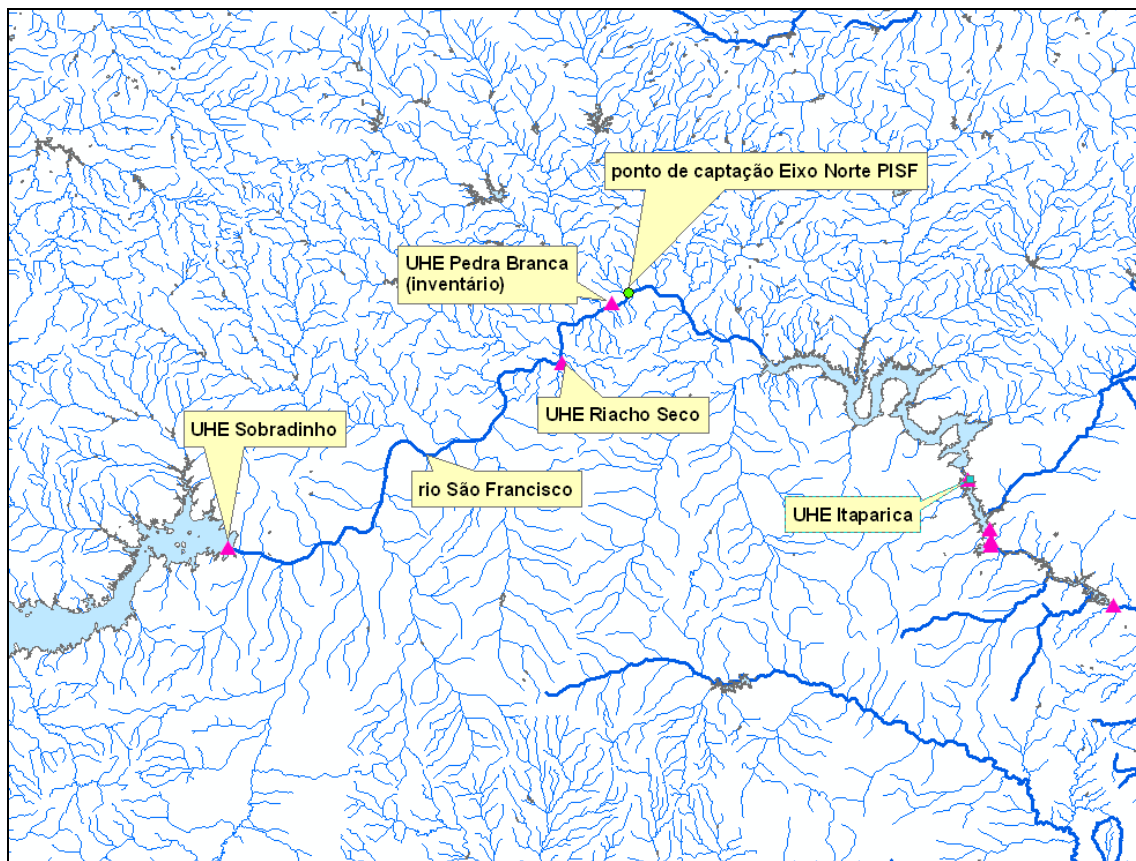 ponto de captação Eixo Norte PISF
UHE Pedra Branca
(inventário)
UHE Riacho Seco
UHE Sobradinho
rio São Francisco
UHE Itaparica